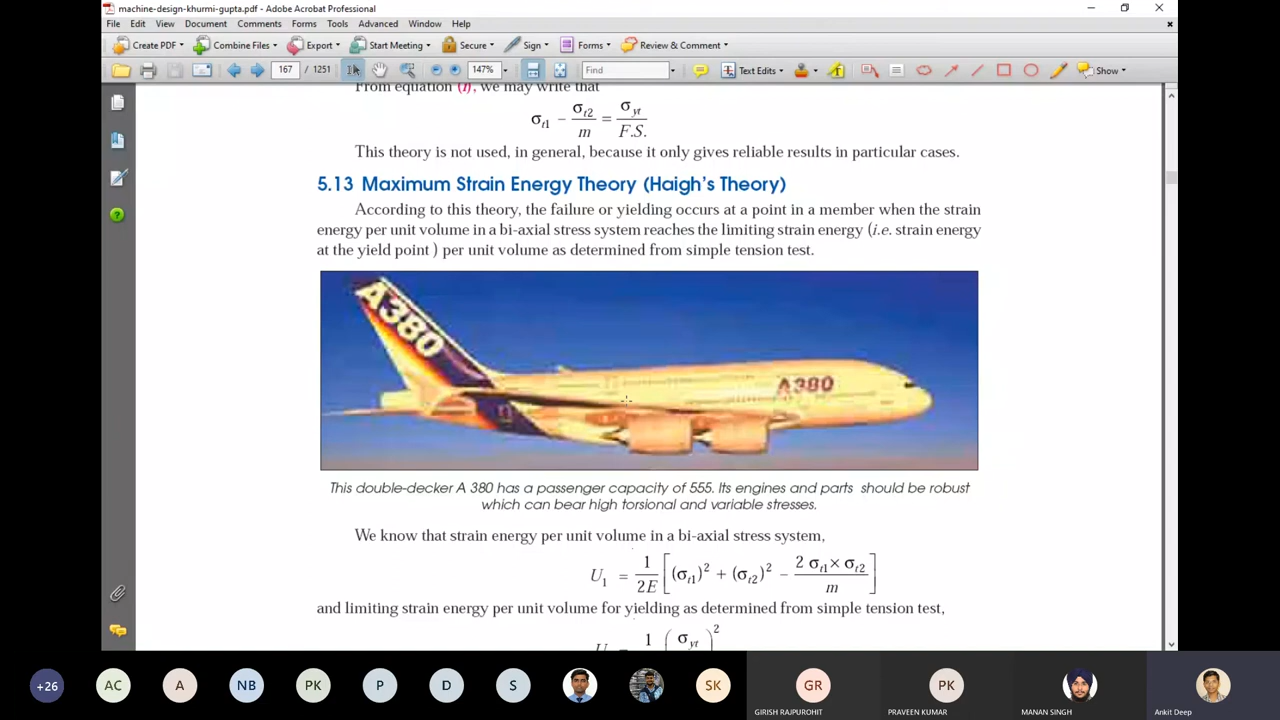 machine-design-khurmi-gupta.pdf - Adobe Acrobat Professional
File Edit View Document Comments Forms Tools Advanced Window Help
Create PDF Combine Files Export Start Meeting Secure Sign Forms Review & Comment
167 / 1251 147% Find Text Edits Show
From equation (i), we may write that
σt1 − σt2/m = σyt/F.S.
This theory is not used, in general, because it only gives reliable results in particular cases.
5.13 Maximum Strain Energy Theory (Haigh's Theory)
According to this theory, the failure or yielding occurs at a point in a member when the strain
energy per unit volume in a bi-axial stress system reaches the limiting strain energy (i.e. strain energy
at the yield point ) per unit volume as determined from simple tension test.
A380
A380
This double-decker A 380 has a passenger capacity of 555. Its engines and parts should be robust
which can bear high torsional and variable stresses.
We know that strain energy per unit volume in a bi-axial stress system,
U1 = 1/2E [(σt1)² + (σt2)² − 2 σt1 × σt2/m]
and limiting strain energy per unit volume for yielding as determined from simple tension test,
1 (σyt)²
+26 AC A NB PK P D S SK GR PK
GIRISH RAJPUROHIT PRAVEEN KUMAR MANAN SINGH Ankit Deep